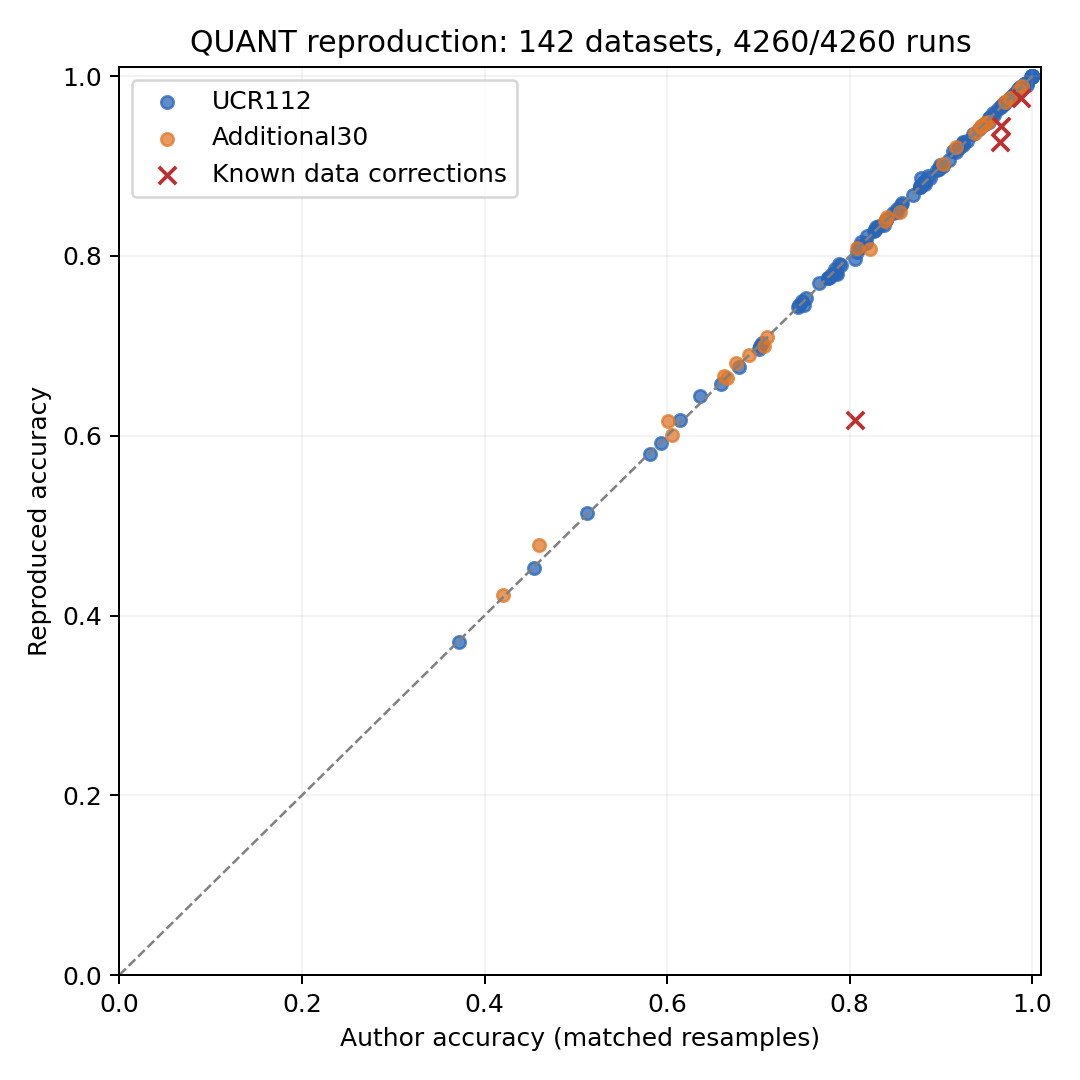 QUANT reproduction: 142 datasets, 4260/4260 runs
UCR112
Additional30
Known data corrections
Reproduced accuracy
1.0
0.8
0.6
0.4
0.2
0.0
0.0 0.2 0.4 0.6 0.8 1.0
Author accuracy (matched resamples)